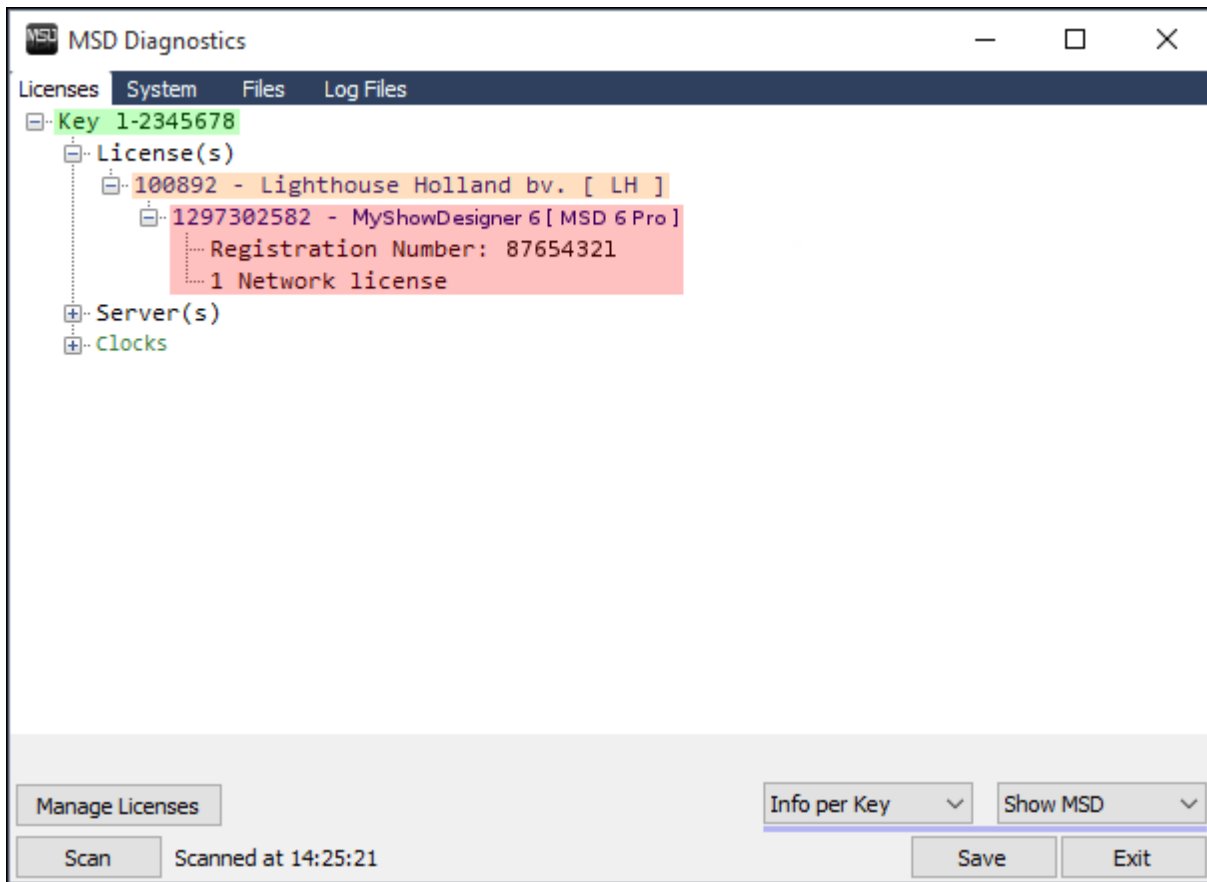 MSD MSD Diagnostics
Licenses System Files Log Files
Key 1-2345678
License(s)
100892 - Lighthouse Holland bv. [ LH ]
1297302582 - MyShowDesigner 6 [ MSD 6 Pro ]
Registration Number: 87654321
1 Network license
Server(s)
Clocks
Manage Licenses Info per Key Show MSD
Scan Scanned at 14:25:21 Save Exit